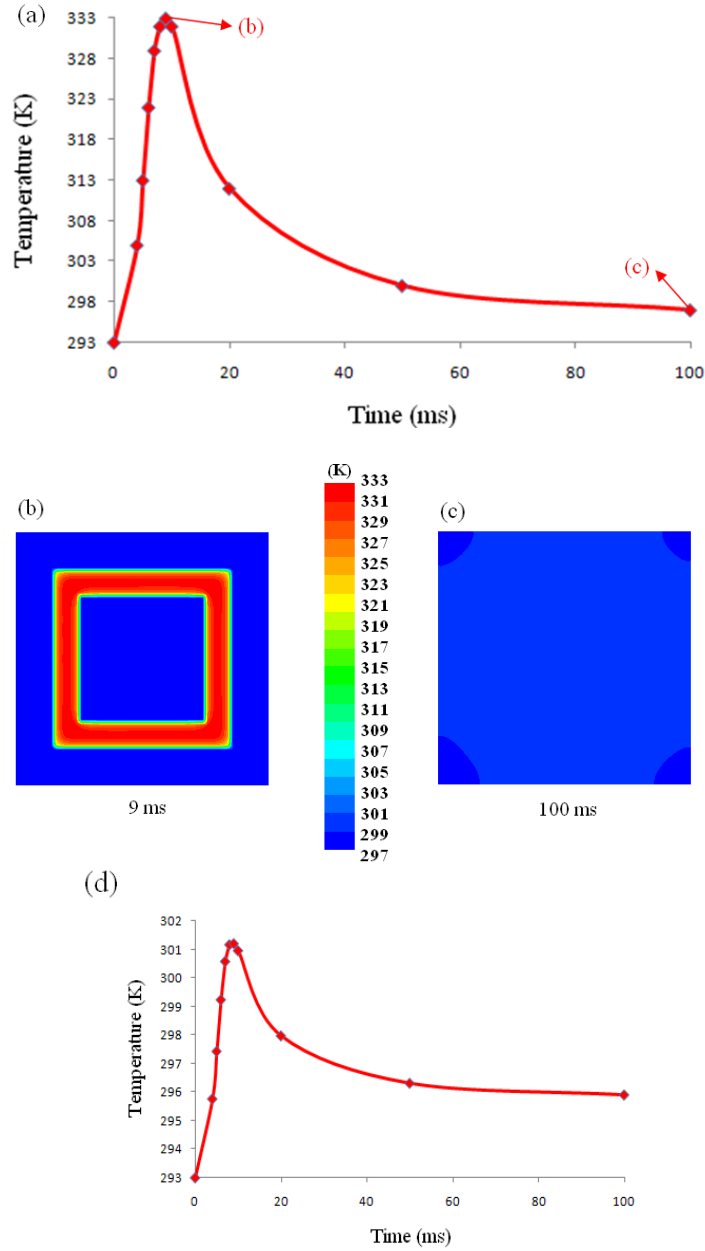 (a)
Temperature (K)
333
328
323
318
313
308
303
298
293
(b)
(c)
0 20 40 60 80 100
Time (ms)
(b)
9 ms
(K)
333
331
329
327
325
323
321
319
317
315
313
311
309
307
305
303
301
299
297
(c)
100 ms
(d)
Temperature (K)
302
301
300
299
298
297
296
295
294
293
0 20 40 60 80 100
Time (ms)